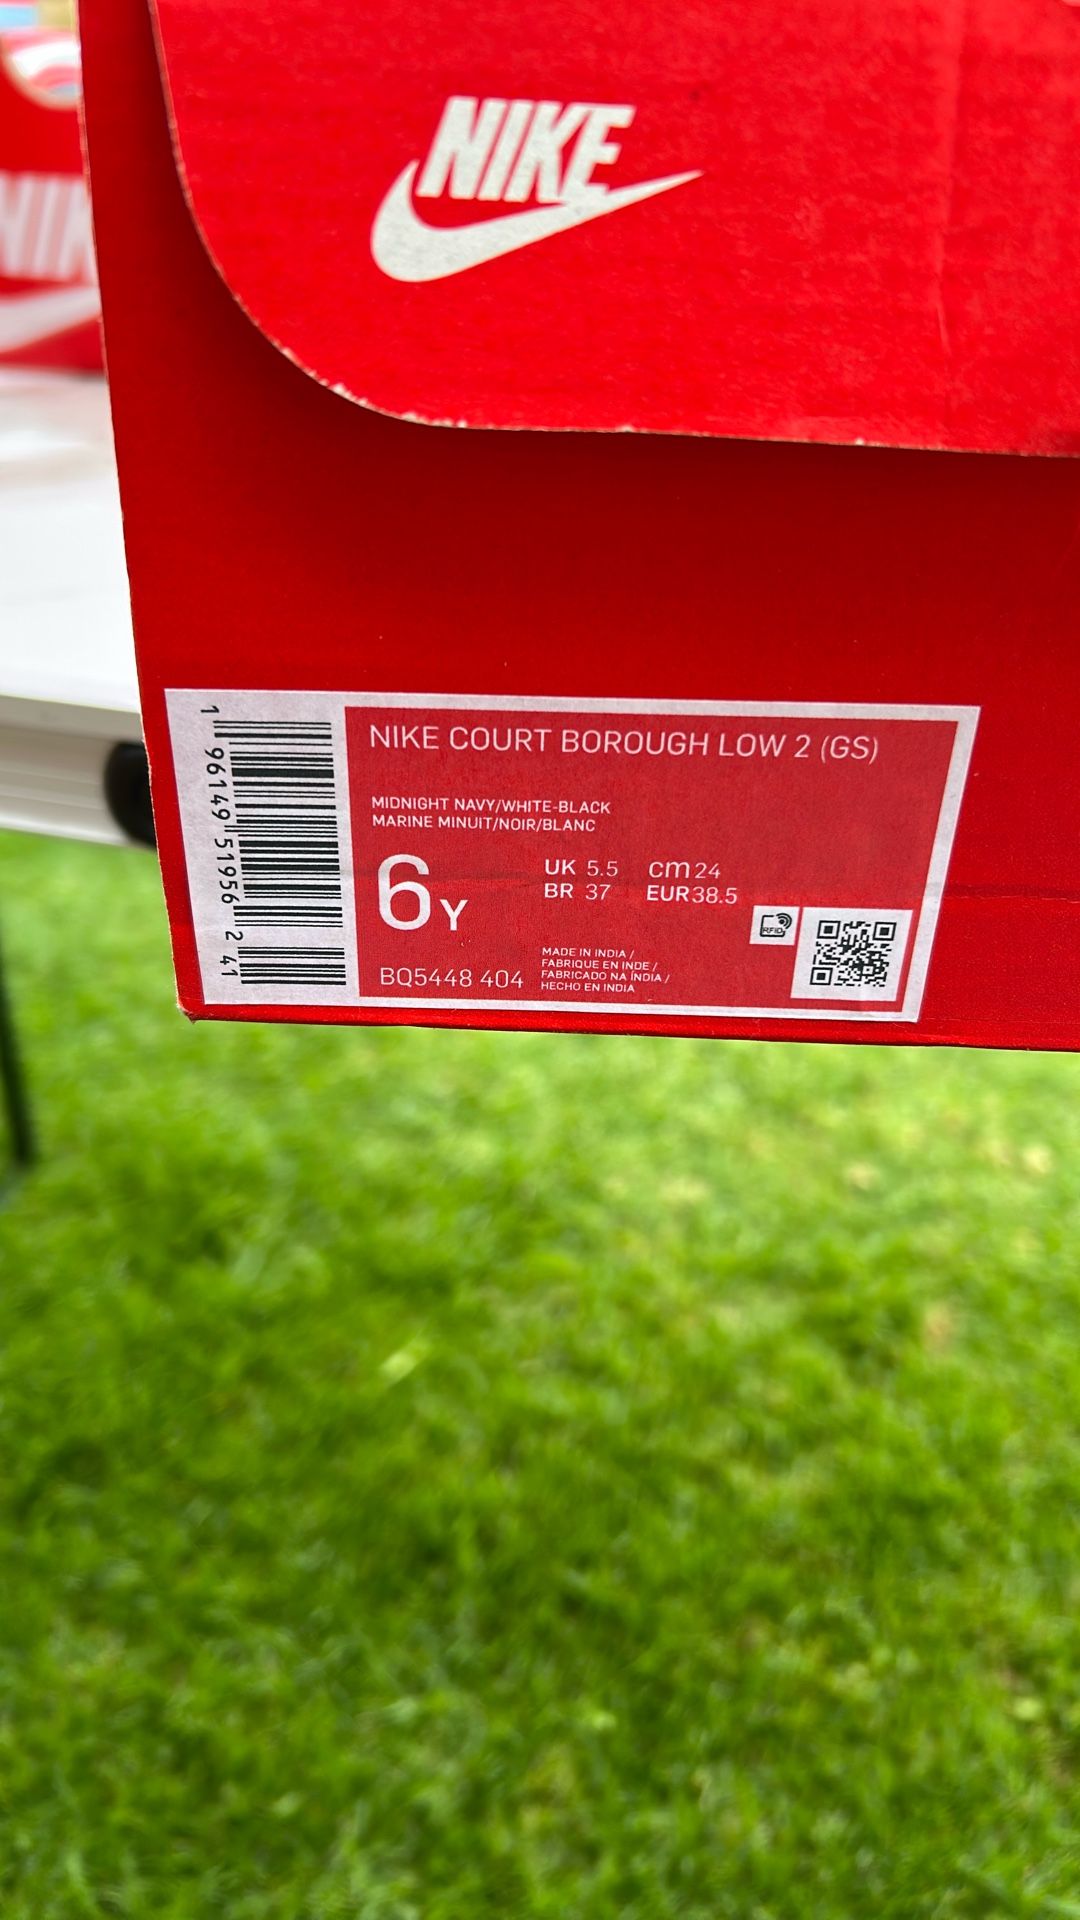 NIKE
NIKE COURT BOROUGH LOW 2 (GS)
MIDNIGHT NAVY/WHITE-BLACK
MARINE MINUIT/NOIR/BLANC
6Y
UK 5.5 cm 24
BR 37 EUR 38.5
BQ5448 404
MADE IN INDIA /
FABRIQUE EN INDE /
FABRICADO NA ÍNDIA /
HECHO EN INDIA
RFID
1 96149 51956 2 41
NIK